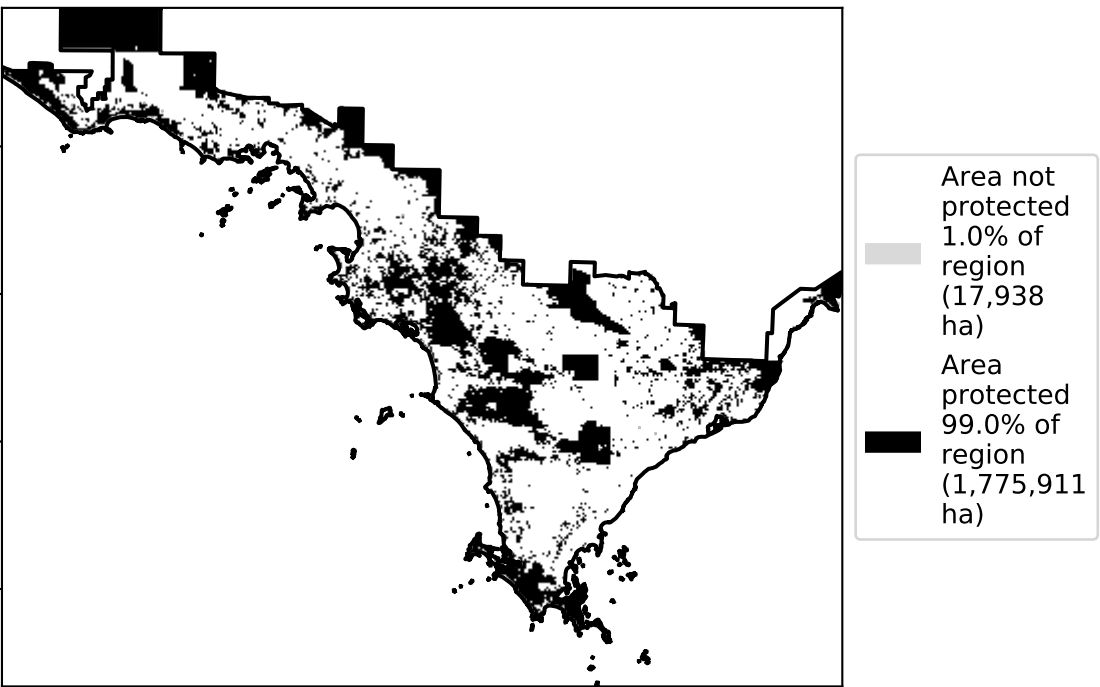 Area not
protected
1.0% of
region
(17,938
ha)
Area
protected
99.0% of
region
(1,775,911
ha)